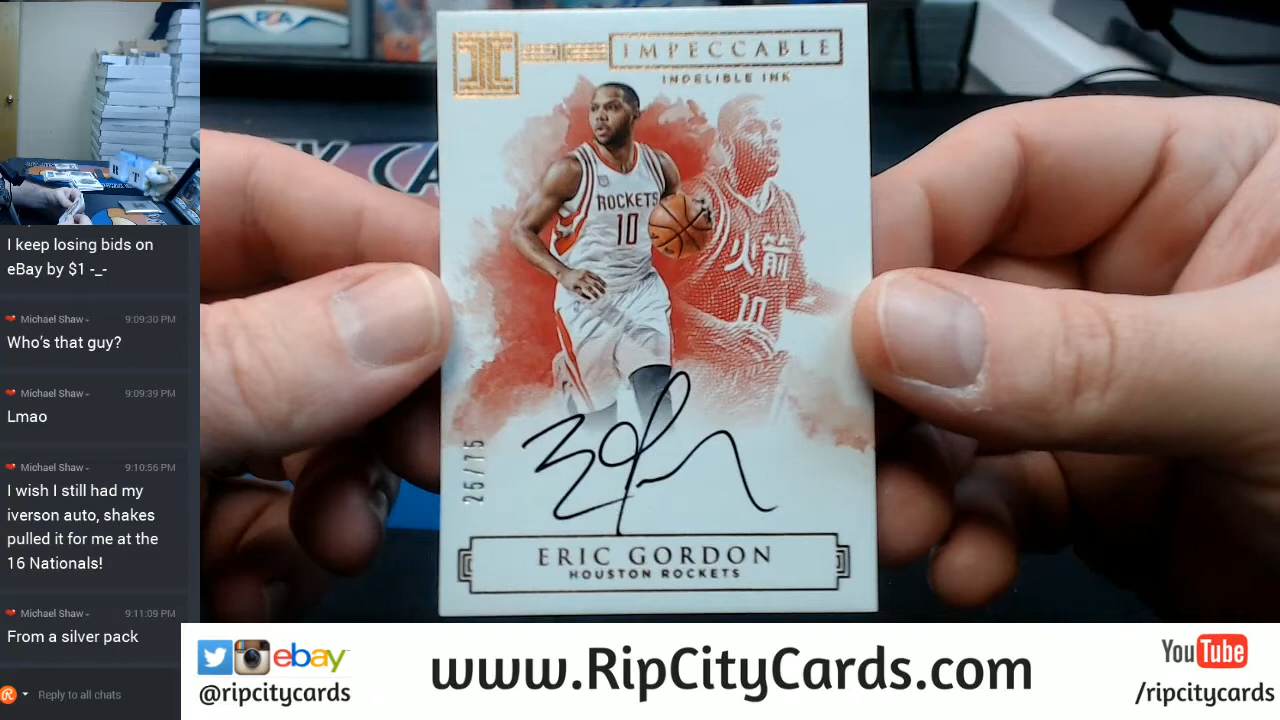 PSA
I keep losing bids on
eBay by $1 -_-
Michael Shaw
9:09:30 PM
Who's that guy?
Michael Shaw
9:09:39 PM
Lmao
Michael Shaw
9:10:56 PM
I wish I still had my
iverson auto, shakes
pulled it for me at the
16 Nationals!
Michael Shaw
9:11:09 PM
From a silver pack
Reply to all chats
IMPECCABLE
INDELIBLE INK
ROCKETS
10
火箭
10
ERIC GORDON
HOUSTON ROCKETS
ebay
@ripcitycards
www.RipCityCards.com
YouTube
/ripcitycards